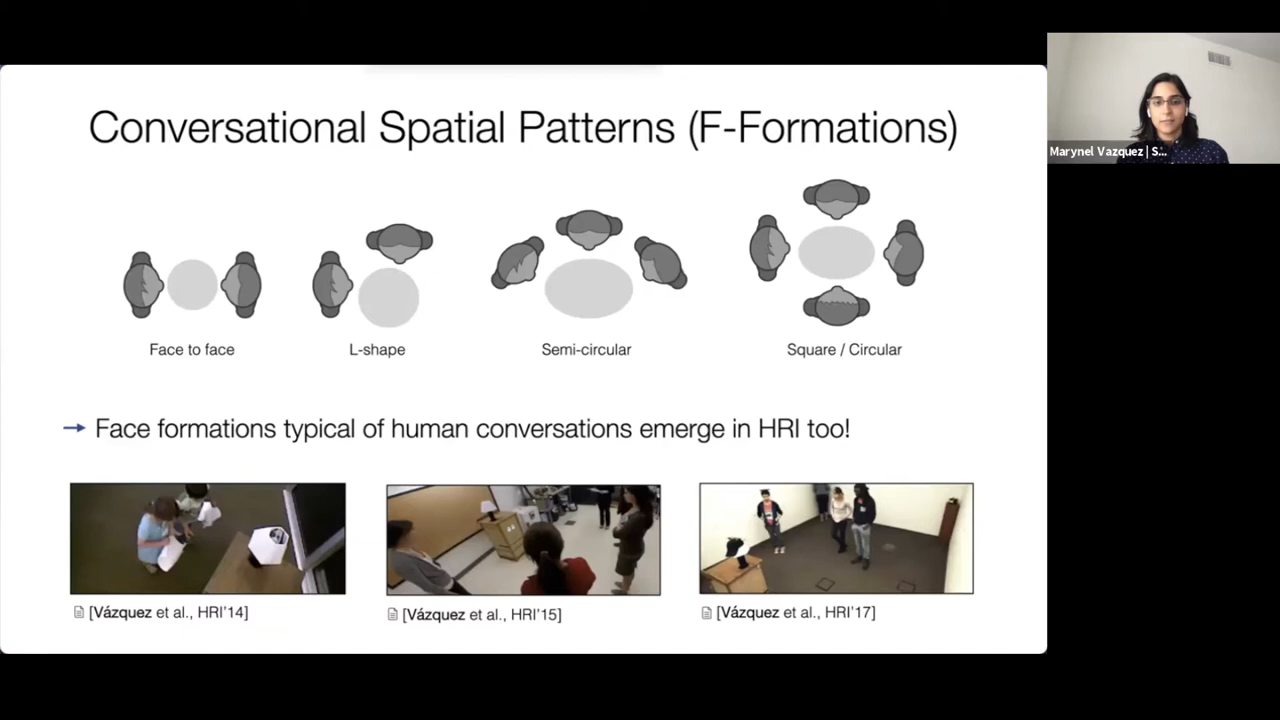 Conversational Spatial Patterns (F-Formations)
Face to face
L-shape
Semi-circular
Square / Circular
→ Face formations typical of human conversations emerge in HRI too!
[Vázquez et al., HRI'14]
[Vázquez et al., HRI'15]
[Vázquez et al., HRI'17]
Marynel Vazquez | S...